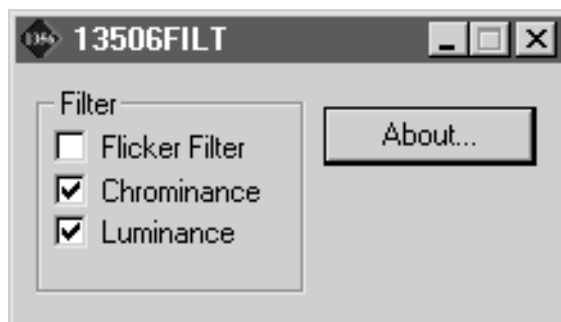 13506FILT
Filter
Flicker Filter
Chrominance
Luminance
About...